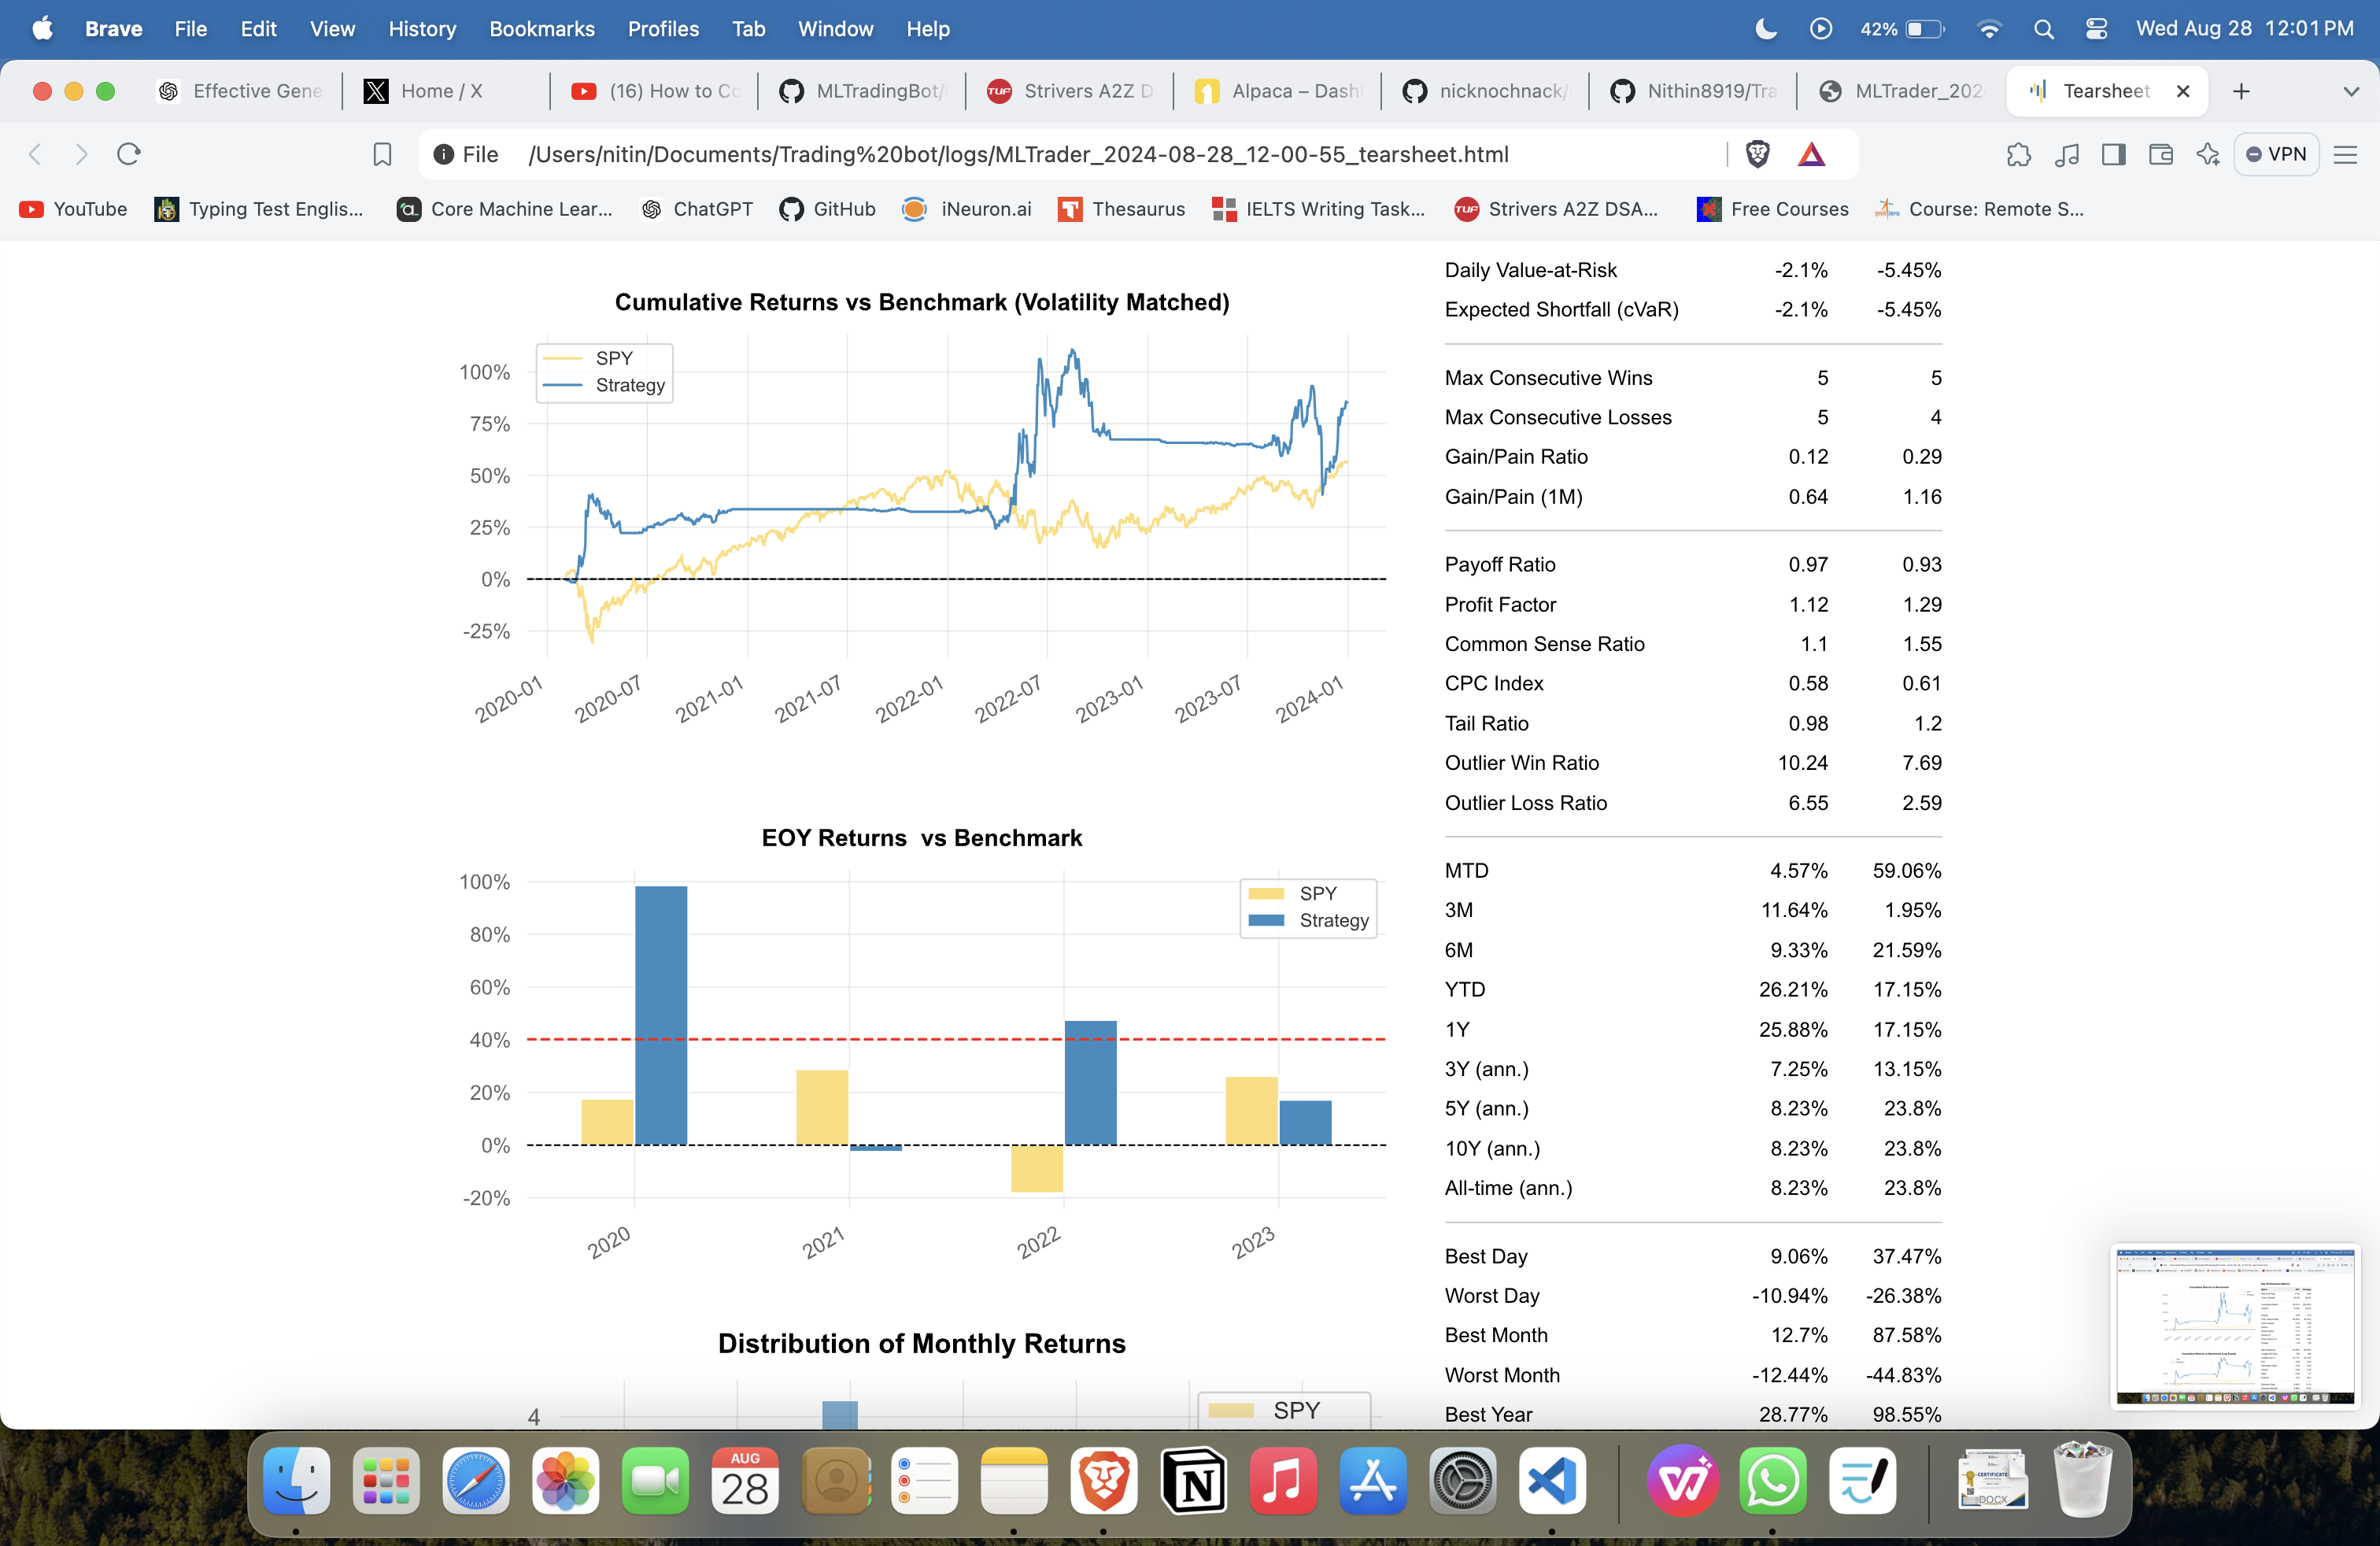 Brave File Edit View History Bookmarks Profiles Tab Window Help 42% Wed Aug 28 12:01 PM
Effective Gene Home / X (16) How to Co MLTradingBot/ Strivers A2Z D Alpaca – Dash nicknochnack/ Nithin8919/Tra MLTrader_202 Tearsheet
File /Users/nitin/Documents/Trading%20bot/logs/MLTrader_2024-08-28_12-00-55_tearsheet.html VPN
YouTube Typing Test Englis... Core Machine Lear... ChatGPT GitHub iNeuron.ai Thesaurus IELTS Writing Task... Strivers A2Z DSA... Free Courses Course: Remote S...
Cumulative Returns vs Benchmark (Volatility Matched)
SPY
Strategy
100%
75%
50%
25%
0%
-25%
2020-01 2020-07 2021-01 2021-07 2022-01 2022-07 2023-01 2023-07 2024-01
EOY Returns vs Benchmark
SPY
Strategy
100%
80%
60%
40%
20%
0%
-20%
2020 2021 2022 2023
Distribution of Monthly Returns
4
SPY
Daily Value-at-Risk -2.1% -5.45%
Expected Shortfall (cVaR) -2.1% -5.45%
Max Consecutive Wins 5 5
Max Consecutive Losses 5 4
Gain/Pain Ratio 0.12 0.29
Gain/Pain (1M) 0.64 1.16
Payoff Ratio 0.97 0.93
Profit Factor 1.12 1.29
Common Sense Ratio 1.1 1.55
CPC Index 0.58 0.61
Tail Ratio 0.98 1.2
Outlier Win Ratio 10.24 7.69
Outlier Loss Ratio 6.55 2.59
MTD 4.57% 59.06%
3M 11.64% 1.95%
6M 9.33% 21.59%
YTD 26.21% 17.15%
1Y 25.88% 17.15%
3Y (ann.) 7.25% 13.15%
5Y (ann.) 8.23% 23.8%
10Y (ann.) 8.23% 23.8%
All-time (ann.) 8.23% 23.8%
Best Day 9.06% 37.47%
Worst Day -10.94% -26.38%
Best Month 12.7% 87.58%
Worst Month -12.44% -44.83%
Best Year 28.77% 98.55%
AUG
28
CERTIFICATE
DOCX